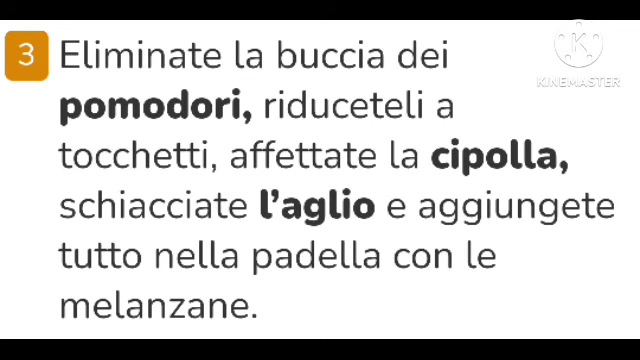 3 Eliminate la buccia dei
pomodori, riduceteli a
tocchetti, affettate la cipolla,
schiacciate l’aglio e aggiungete
tutto nella padella con le
melanzane.
K
KINEMASTER